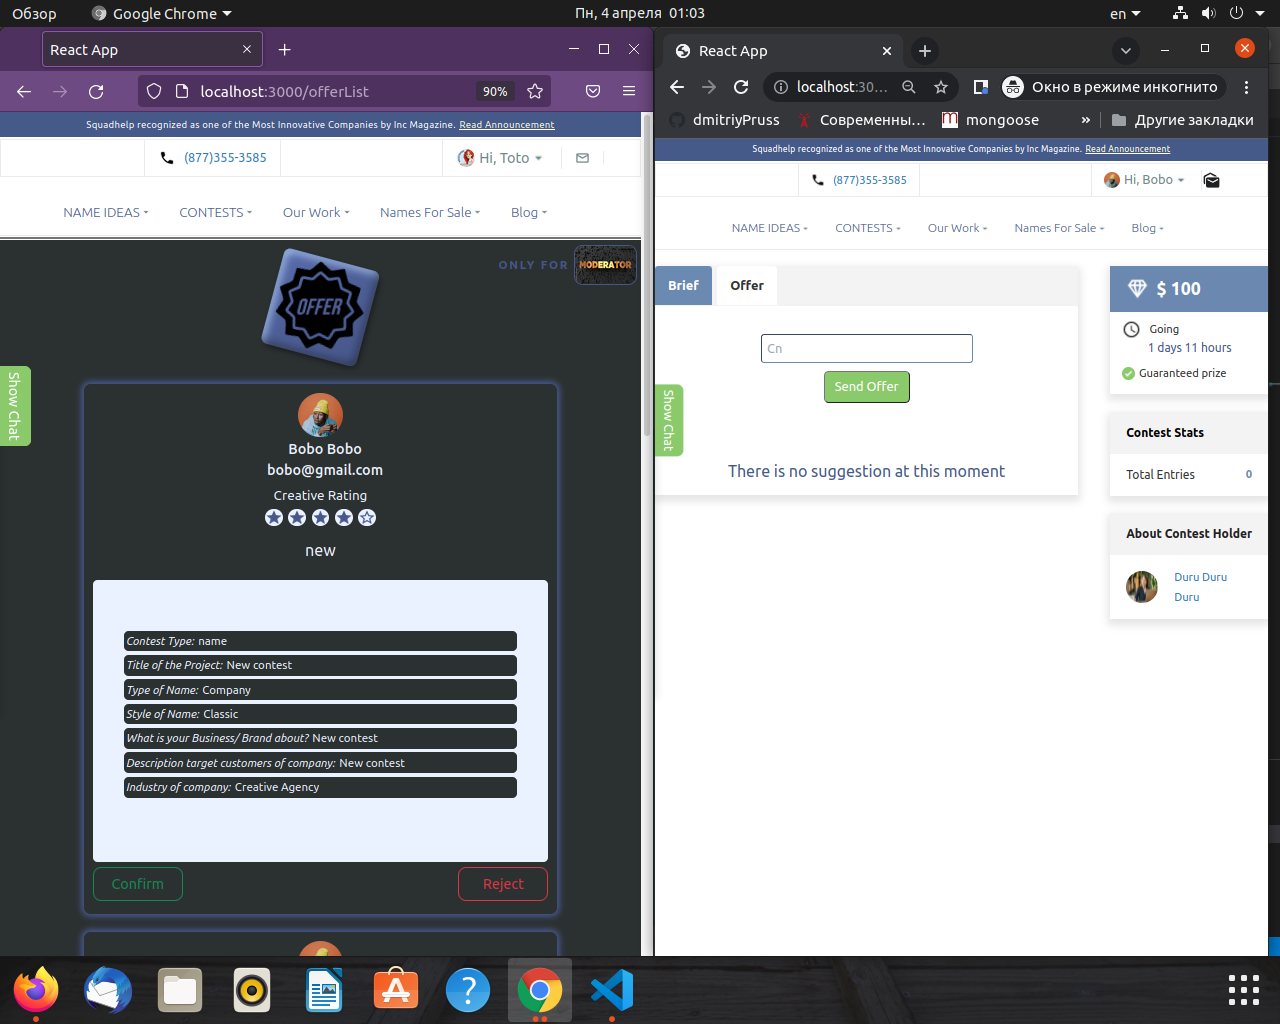 Обзор
Google Chrome
Пн, 4 апреля 01:03
en
React App
localhost:3000/offerList
90%
Squadhelp recognized as one of the Most Innovative Companies by Inc Magazine. Read Announcement
(877)355-3585
Hi, Toto
NAME IDEAS
CONTESTS
Our Work
Names For Sale
Blog
OFFER
ONLY FOR
MODERATOR
Show Chat
Bobo Bobo
bobo@gmail.com
Creative Rating
new
Contest Type: name
Title of the Project: New contest
Type of Name: Company
Style of Name: Classic
What is your Business/ Brand about? New contest
Description target customers of company: New contest
Industry of company: Creative Agency
Confirm
Reject
React App
localhost:30...
Окно в режиме инкогнито
dmitriyPruss
Современны...
mongoose
»
Другие закладки
Squadhelp recognized as one of the Most Innovative Companies by Inc Magazine. Read Announcement
(877)355-3585
Hi, Bobo
NAME IDEAS
CONTESTS
Our Work
Names For Sale
Blog
Brief
Offer
Cn
Send Offer
Show Chat
There is no suggestion at this moment
$ 100
Going
1 days 11 hours
Guaranteed prize
Contest Stats
Total Entries
0
About Contest Holder
Duru Duru
Duru